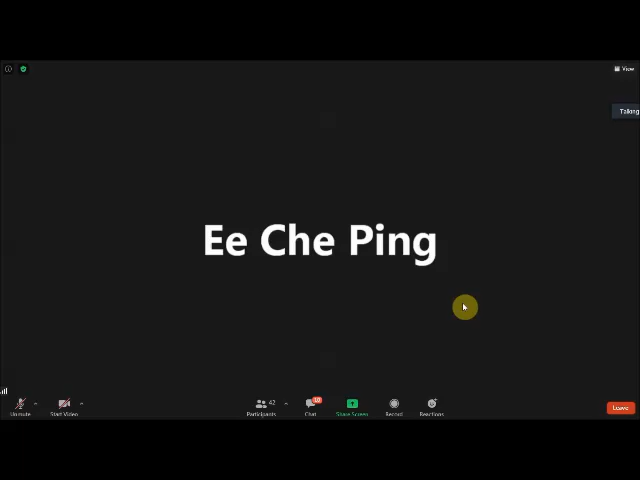 View
Talking
Ee Che Ping
Unmute
Start Video
Participants
42
Chat
Share Screen
Record
Reactions
Leave